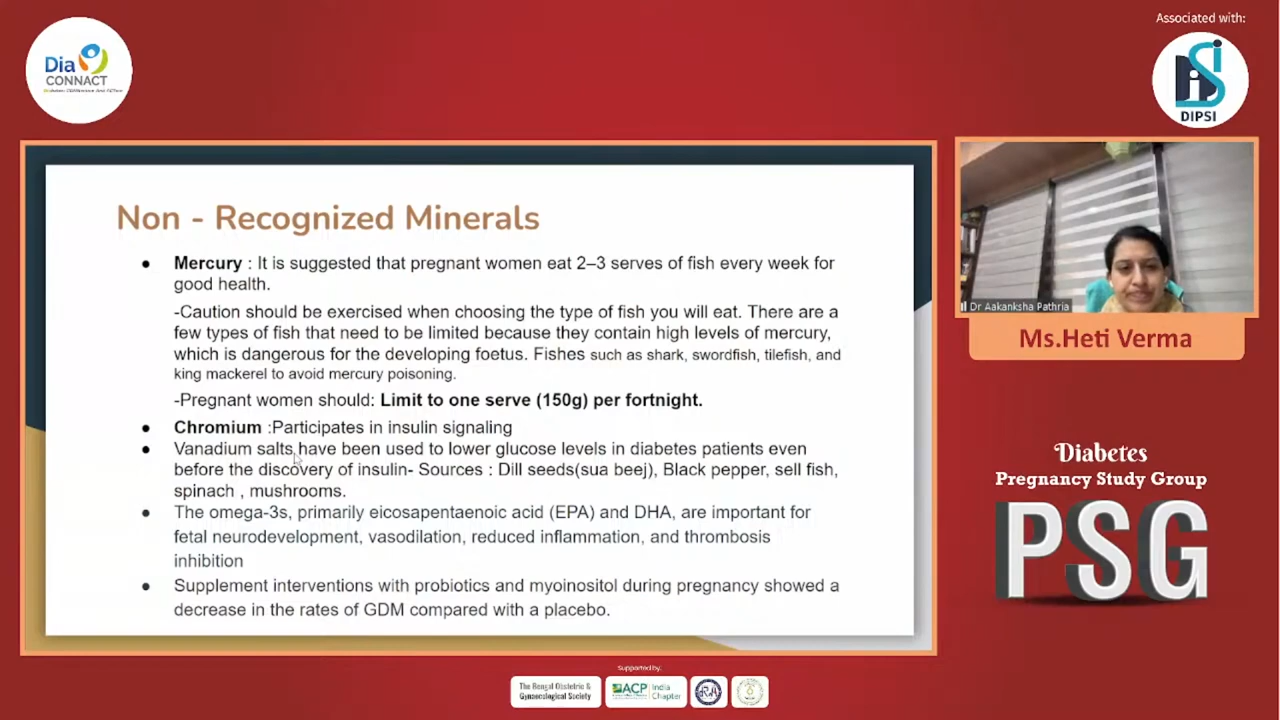 Associated with:
Dia
CONNACT
DIPSI
Non - Recognized Minerals
● Mercury : It is suggested that pregnant women eat 2–3 serves of fish every week for
good health.
-Caution should be exercised when choosing the type of fish you will eat. There are a
few types of fish that need to be limited because they contain high levels of mercury,
which is dangerous for the developing foetus. Fishes such as shark, swordfish, tilefish, and
king mackerel to avoid mercury poisoning.
-Pregnant women should: Limit to one serve (150g) per fortnight.
● Chromium :Participates in insulin signaling
● Vanadium salts have been used to lower glucose levels in diabetes patients even
before the discovery of insulin- Sources : Dill seeds(sua beej), Black pepper, sell fish,
spinach , mushrooms.
● The omega-3s, primarily eicosapentaenoic acid (EPA) and DHA, are important for
fetal neurodevelopment, vasodilation, reduced inflammation, and thrombosis
inhibition
● Supplement interventions with probiotics and myoinositol during pregnancy showed a
decrease in the rates of GDM compared with a placebo.
Dr Aakanksha Pathria
Ms.Heti Verma
Diabetes
Pregnancy Study Group
PSG
Supported by:
The Bengal Obstetric &
Gynaecological Society
ACP India
Chapter